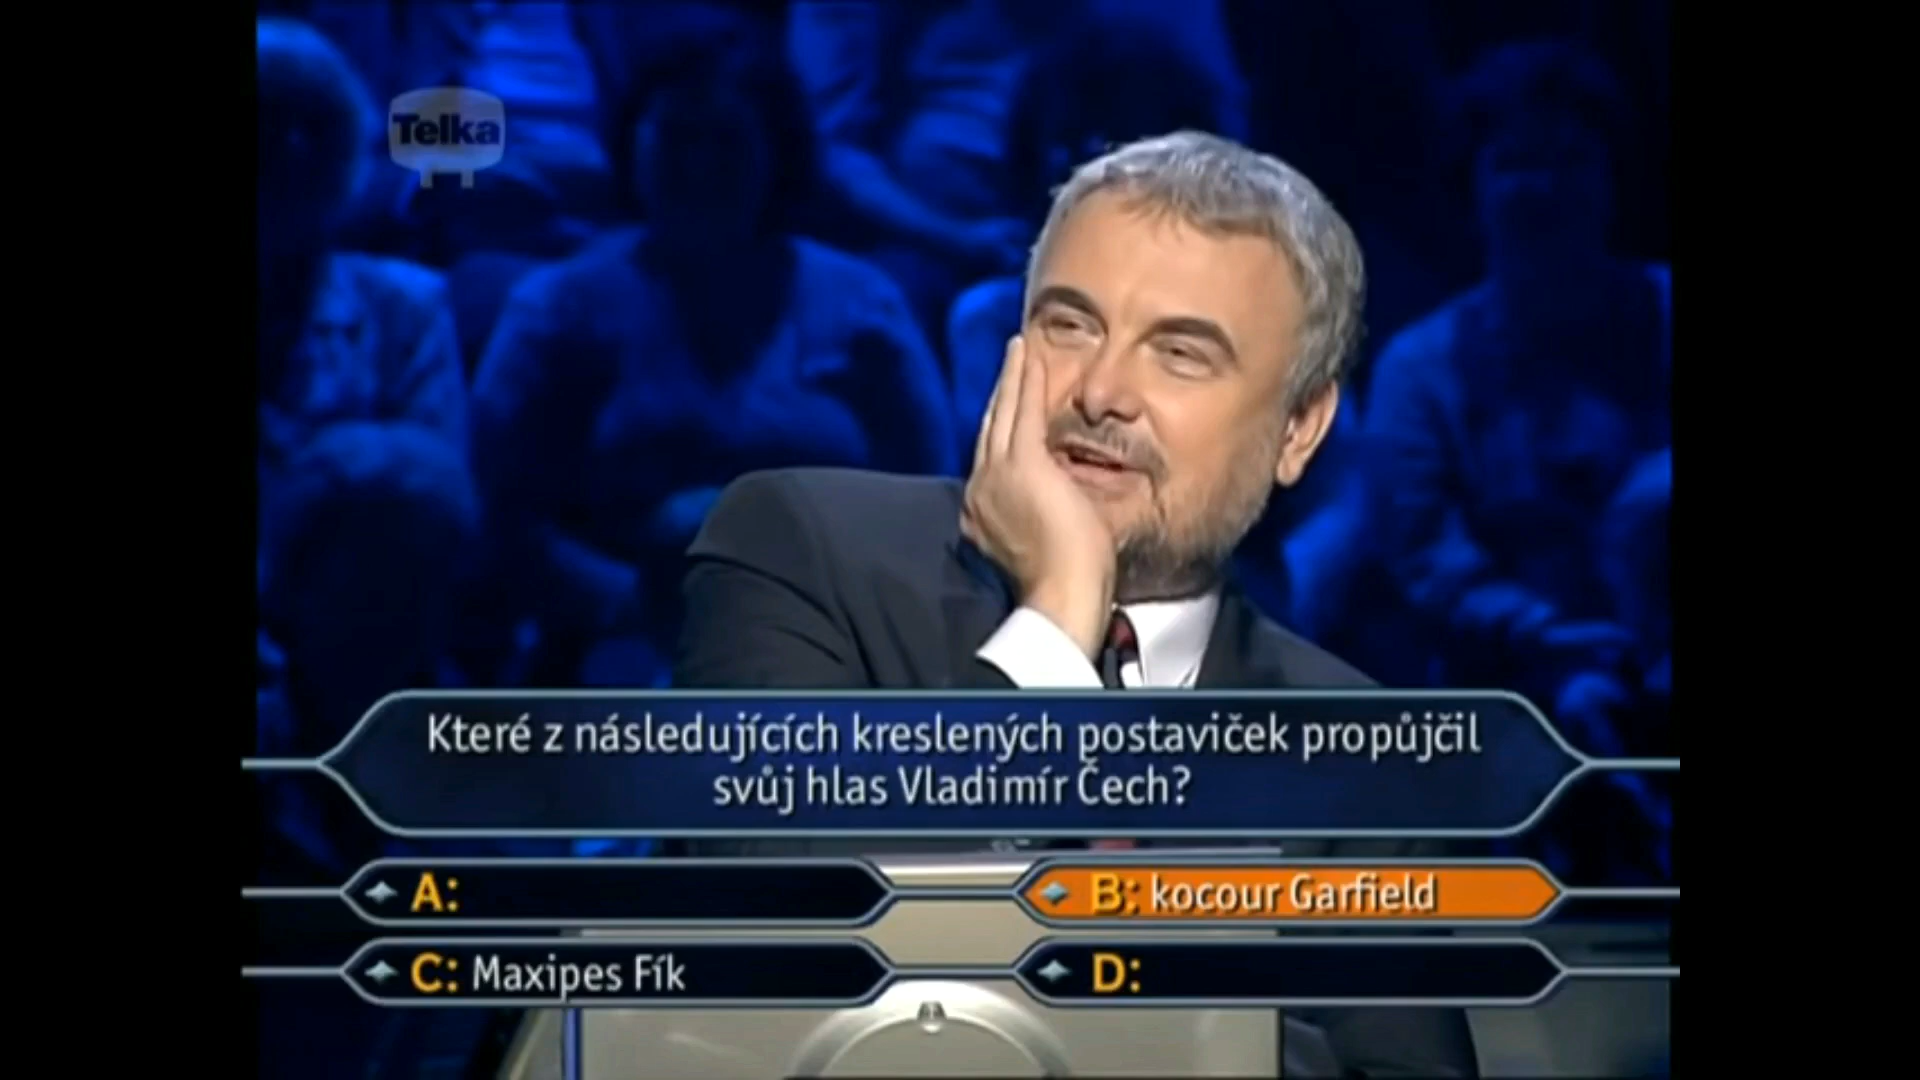 Telka
Které z následujících kreslených postaviček propůjčil
svůj hlas Vladimír Čech?
A:
B: kocour Garfield
C: Maxipes Fík
D: